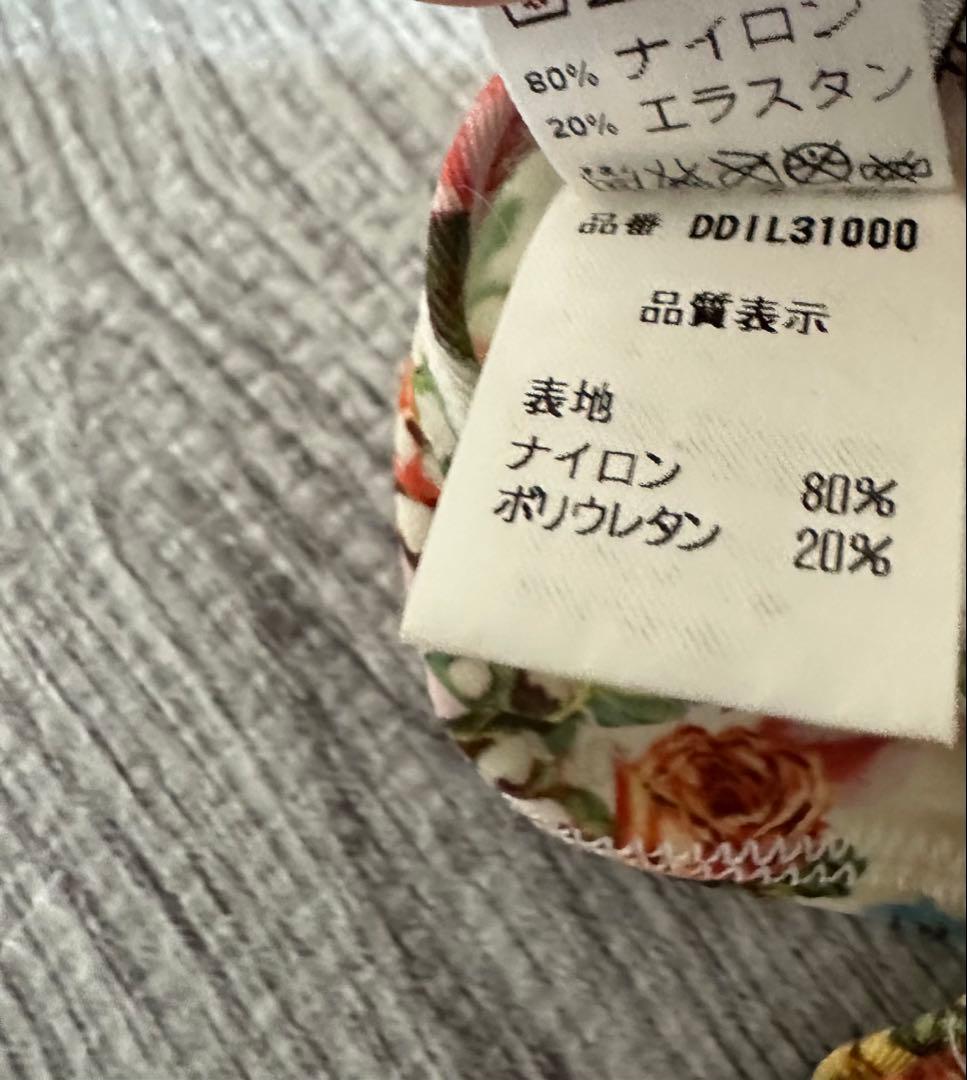 80% ナイロン
20% エラスタン
品番 DDIL31000
品質表示
表地
ナイロン 80%
ポリウレタン 20%